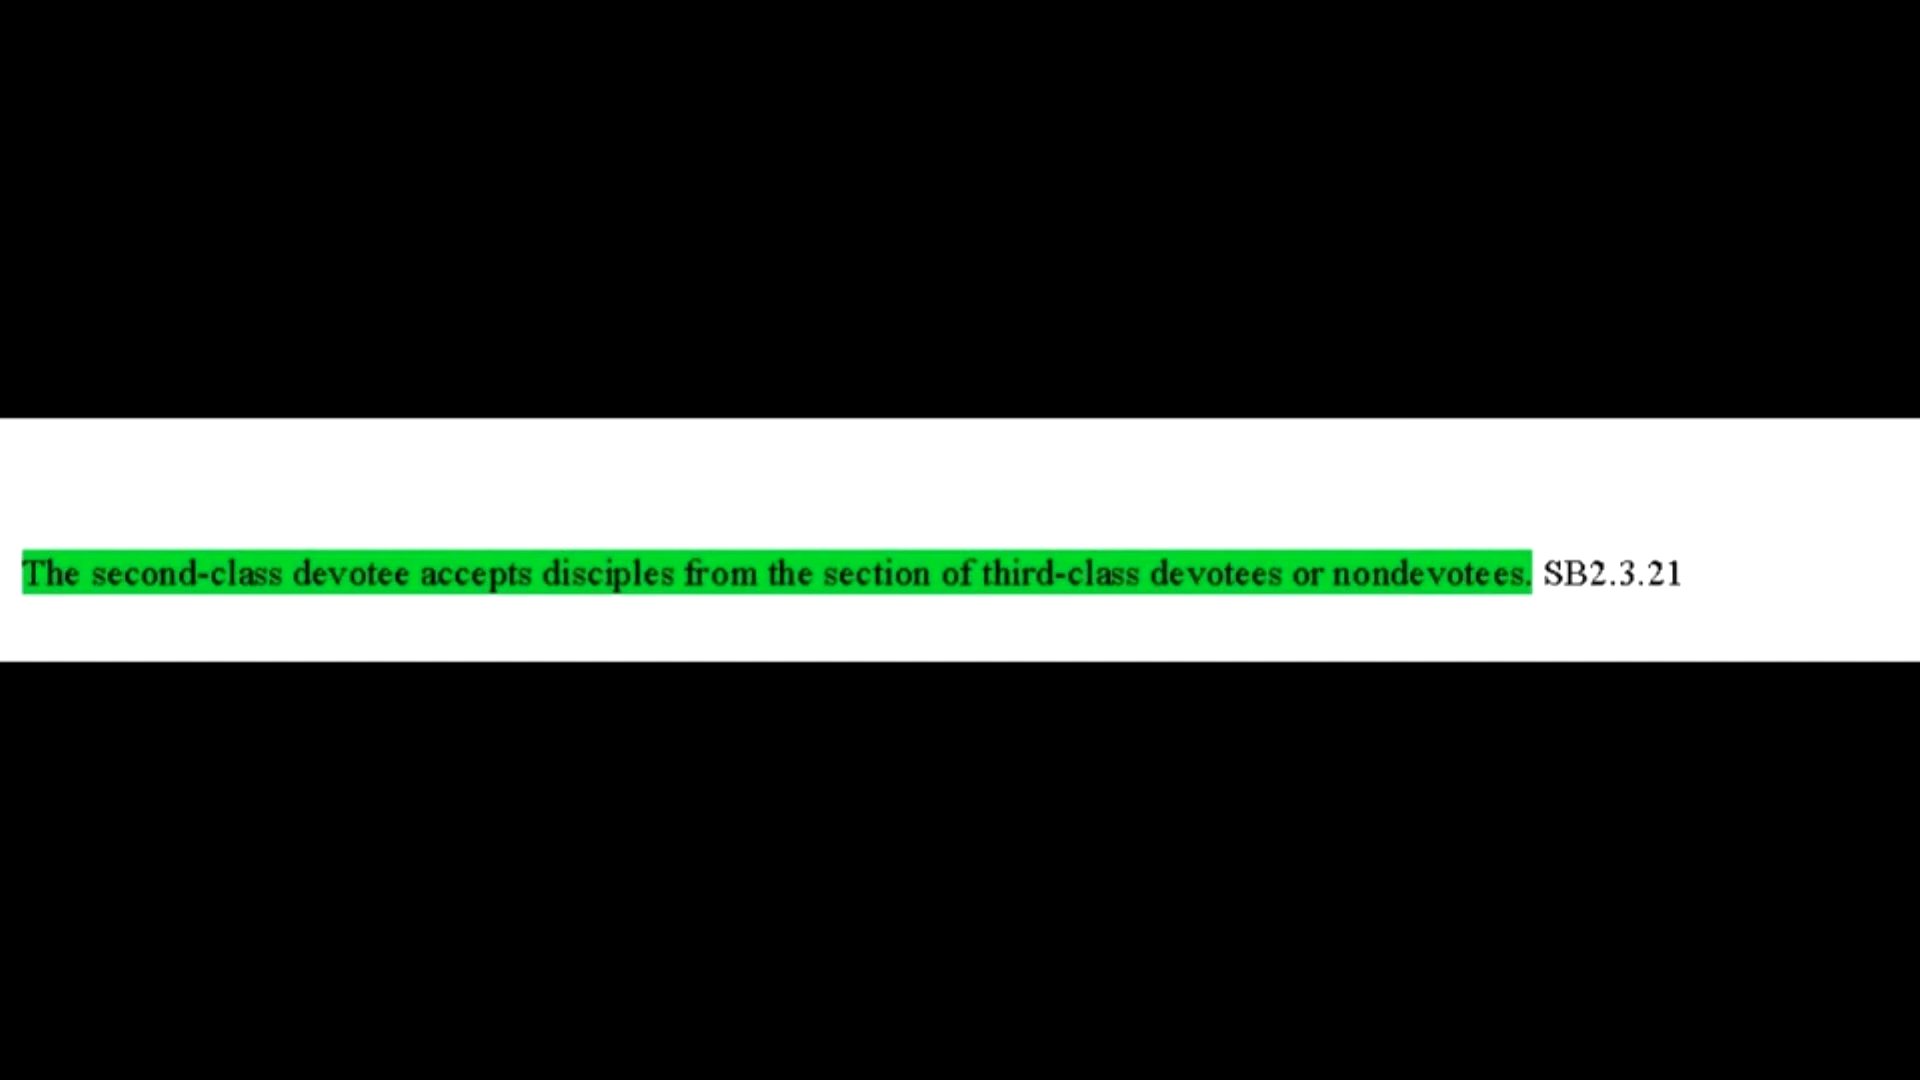 The second-class devotee accepts disciples from the section of third-class devotees or nondevotees. SB2.3.21